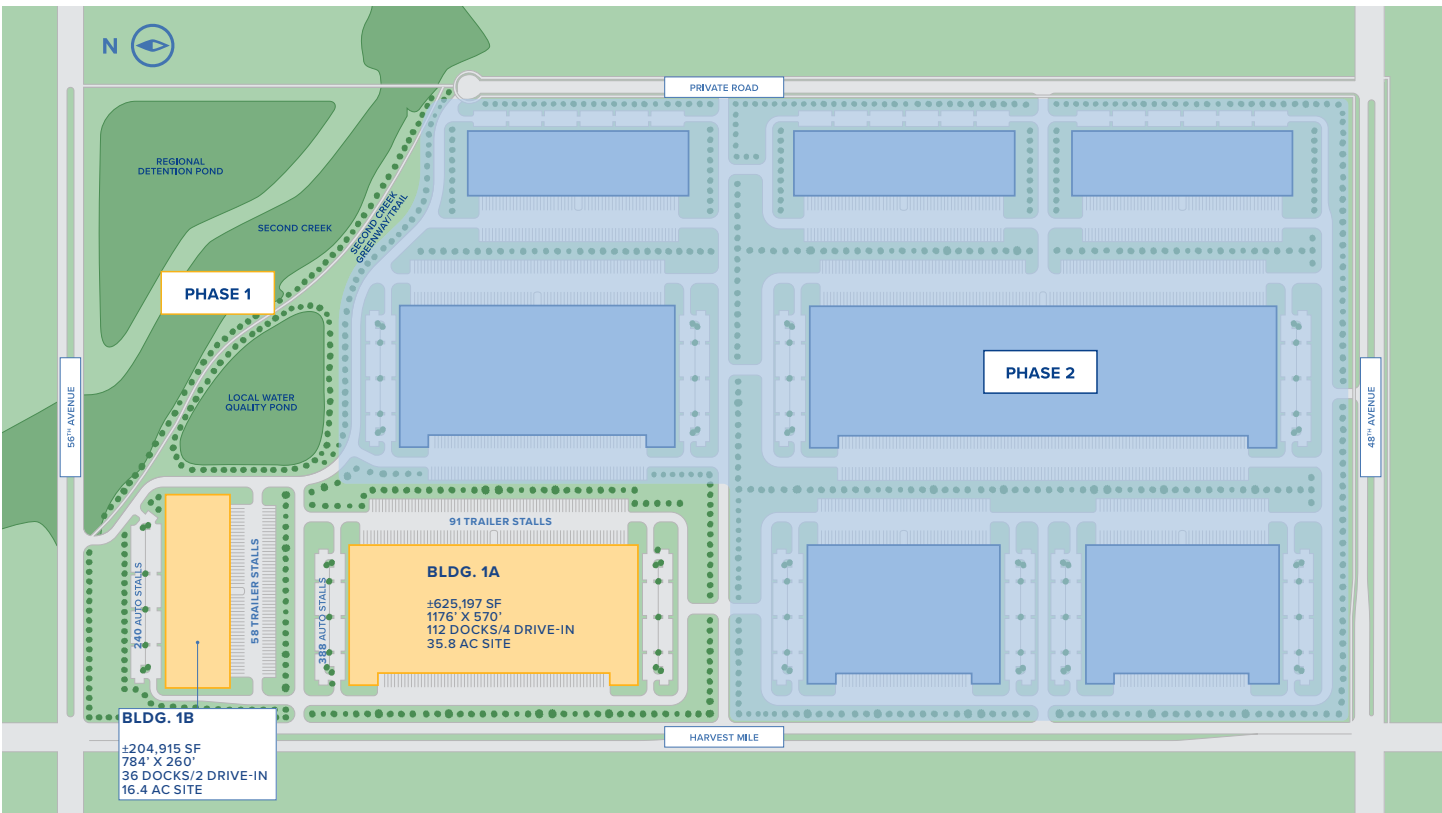 N
PRIVATE ROAD
REGIONAL
DETENTION POND
SECOND CREEK
SECOND CREEK
GREENWAY/TRAIL
PHASE 1
LOCAL WATER
QUALITY POND
PHASE 2
56TH AVENUE
48TH AVENUE
91 TRAILER STALLS
240 AUTO STALLS
58 TRAILER STALLS
388 AUTO STALLS
BLDG. 1A
±625,197 SF
1176’ X 570’
112 DOCKS/4 DRIVE-IN
35.8 AC SITE
BLDG. 1B
±204,915 SF
784’ X 260’
36 DOCKS/2 DRIVE-IN
16.4 AC SITE
HARVEST MILE